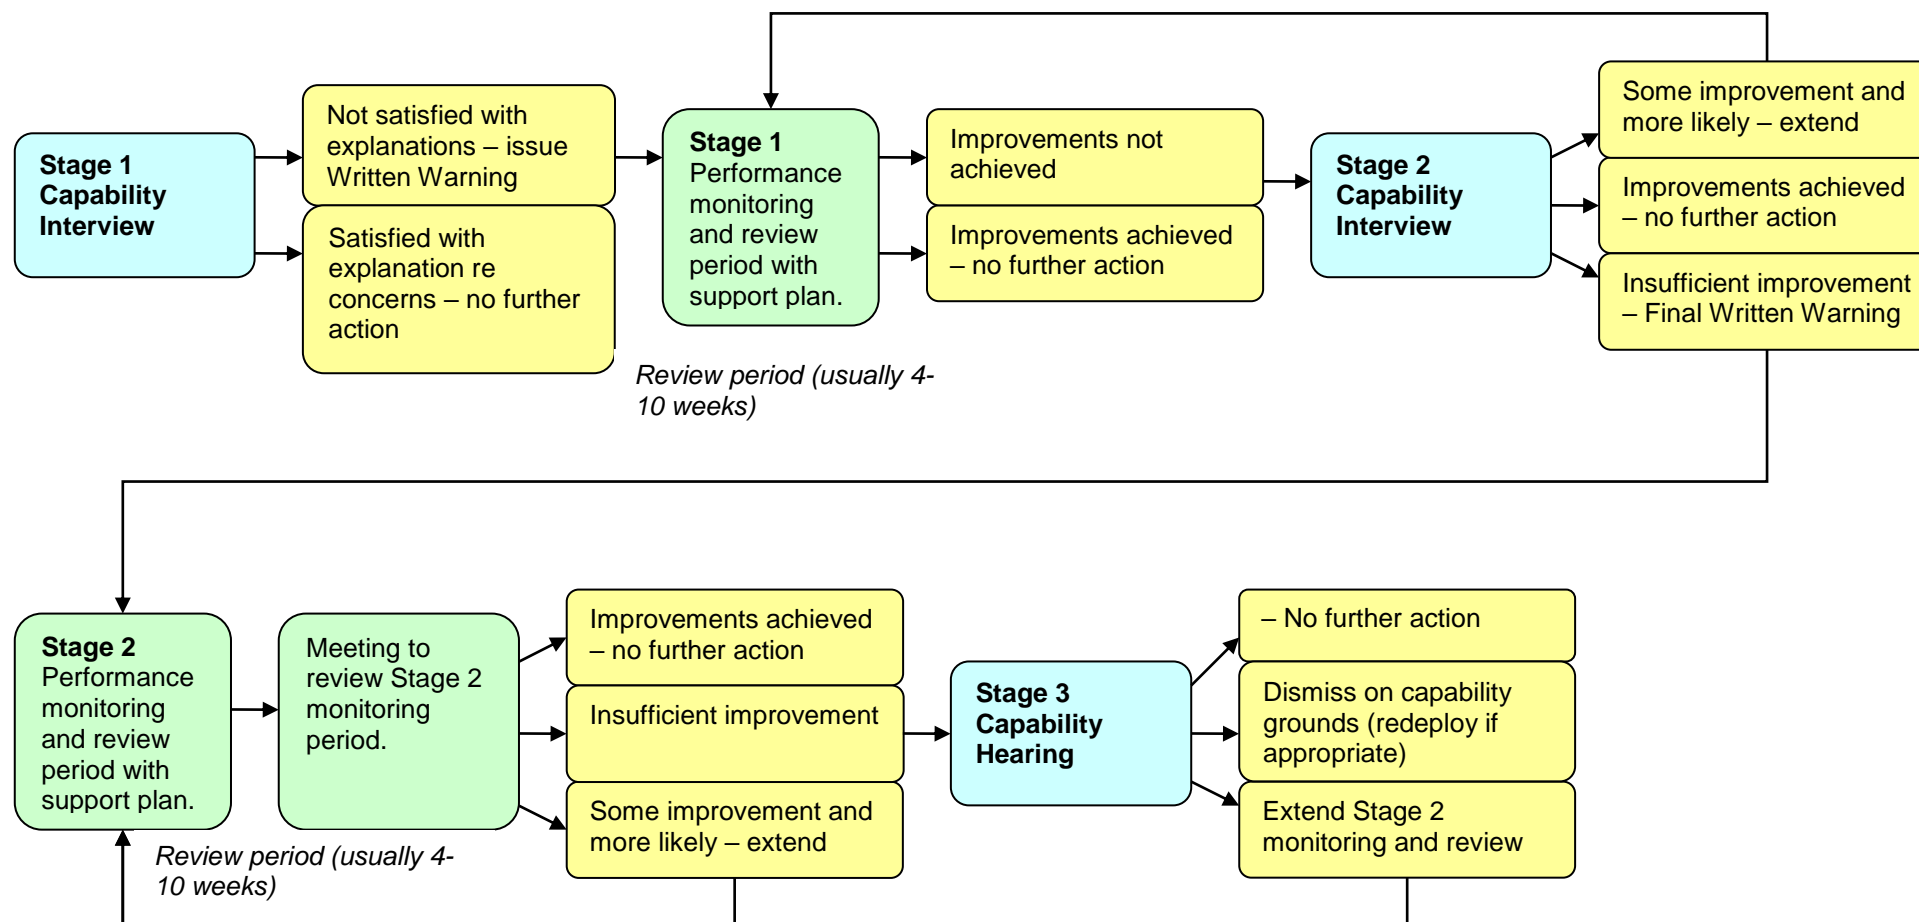 Stage 1
Capability
Interview
Not satisfied with
explanations – issue
Written Warning
Satisfied with
explanation re
concerns – no further
action
Stage 1
Performance
monitoring
and review
period with
support plan.
Review period (usually 4-
10 weeks)
Improvements not
achieved
Improvements achieved
– no further action
Stage 2
Capability
Interview
Some improvement and
more likely – extend
Improvements achieved
– no further action
Insufficient improvement
– Final Written Warning
Stage 2
Performance
monitoring
and review
period with
support plan.
Review period (usually 4-
10 weeks)
Meeting to
review Stage 2
monitoring
period.
Improvements achieved
– no further action
Insufficient improvement
Some improvement and
more likely – extend
Stage 3
Capability
Hearing
– No further action
Dismiss on capability
grounds (redeploy if
appropriate)
Extend Stage 2
monitoring and review